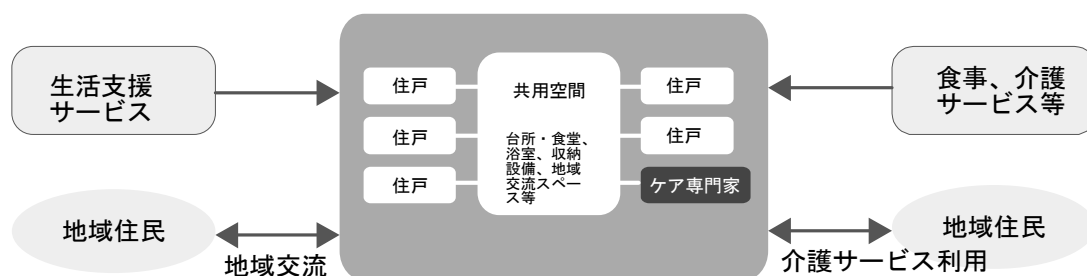 生活支援
サービス
住戸
住戸
住戸
共用空間
台所・食堂、
浴室、収納
設備、地域
交流スペー
ス等
住戸
住戸
ケア専門家
食事、介護
サービス等
地域住民
地域交流
介護サービス利用
地域住民